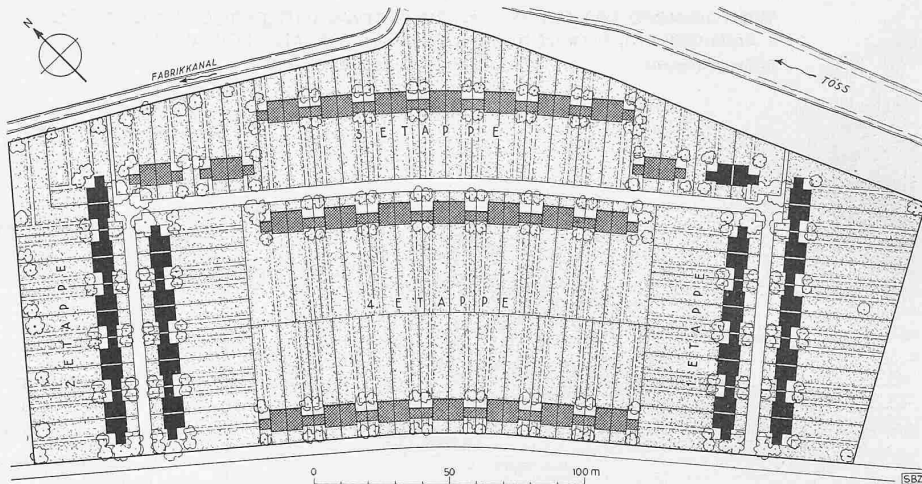 N
FABRIKKANAL
TÖSS
3 ETAPPE
2. ETAPPE
4. ETAPPE
1 ETAPPE
0 50 100 m
SBZ